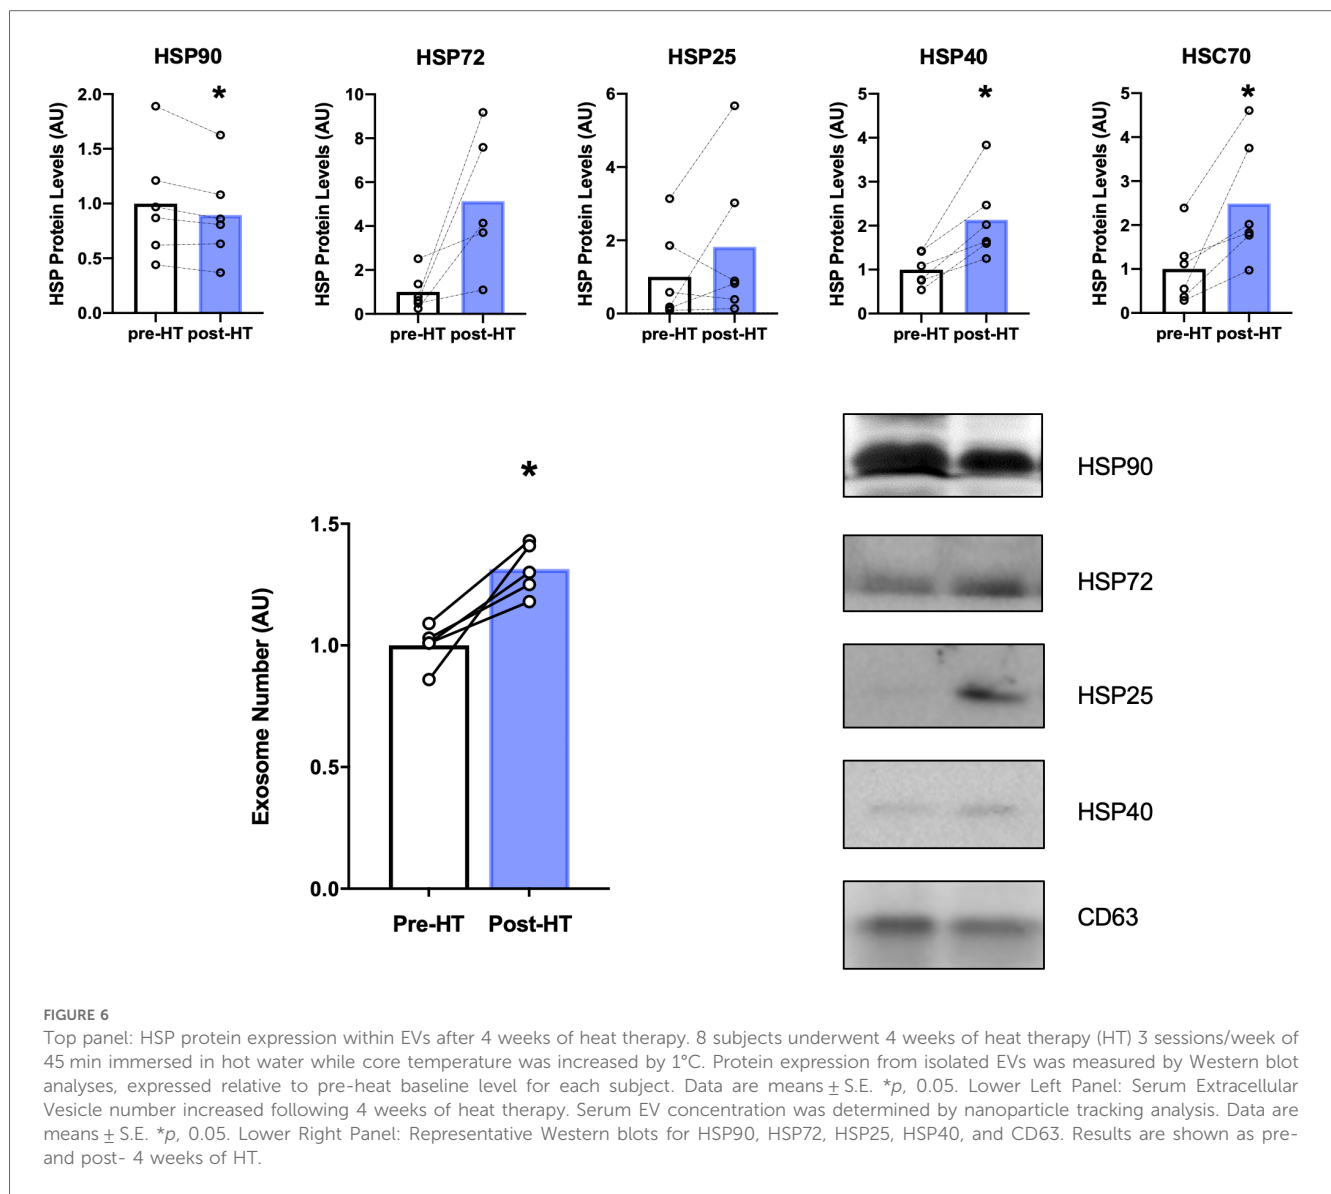 HSP90
HSP72
HSP25
HSP40
HSC70
*
*
*
HSP Protein Levels (AU)
2.0
1.5
1.0
0.5
0.0
pre-HT post-HT
HSP Protein Levels (AU)
10
8
6
4
2
0
pre-HT post-HT
HSP Protein Levels (AU)
6
4
2
0
pre-HT post-HT
HSP Protein Levels (AU)
5
4
3
2
1
0
pre-HT post-HT
HSP Protein Levels (AU)
5
4
3
2
1
0
pre-HT post-HT
*
Exosome Number (AU)
1.5
1.0
0.5
0.0
Pre-HT Post-HT
HSP90
HSP72
HSP25
HSP40
CD63
FIGURE 6
Top panel: HSP protein expression within EVs after 4 weeks of heat therapy. 8 subjects underwent 4 weeks of heat therapy (HT) 3 sessions/week of
45 min immersed in hot water while core temperature was increased by 1°C. Protein expression from isolated EVs was measured by Western blot
analyses, expressed relative to pre-heat baseline level for each subject. Data are means ± S.E. *p, 0.05. Lower Left Panel: Serum Extracellular
Vesicle number increased following 4 weeks of heat therapy. Serum EV concentration was determined by nanoparticle tracking analysis. Data are
means ± S.E. *p, 0.05. Lower Right Panel: Representative Western blots for HSP90, HSP72, HSP25, HSP40, and CD63. Results are shown as pre-
and post- 4 weeks of HT.